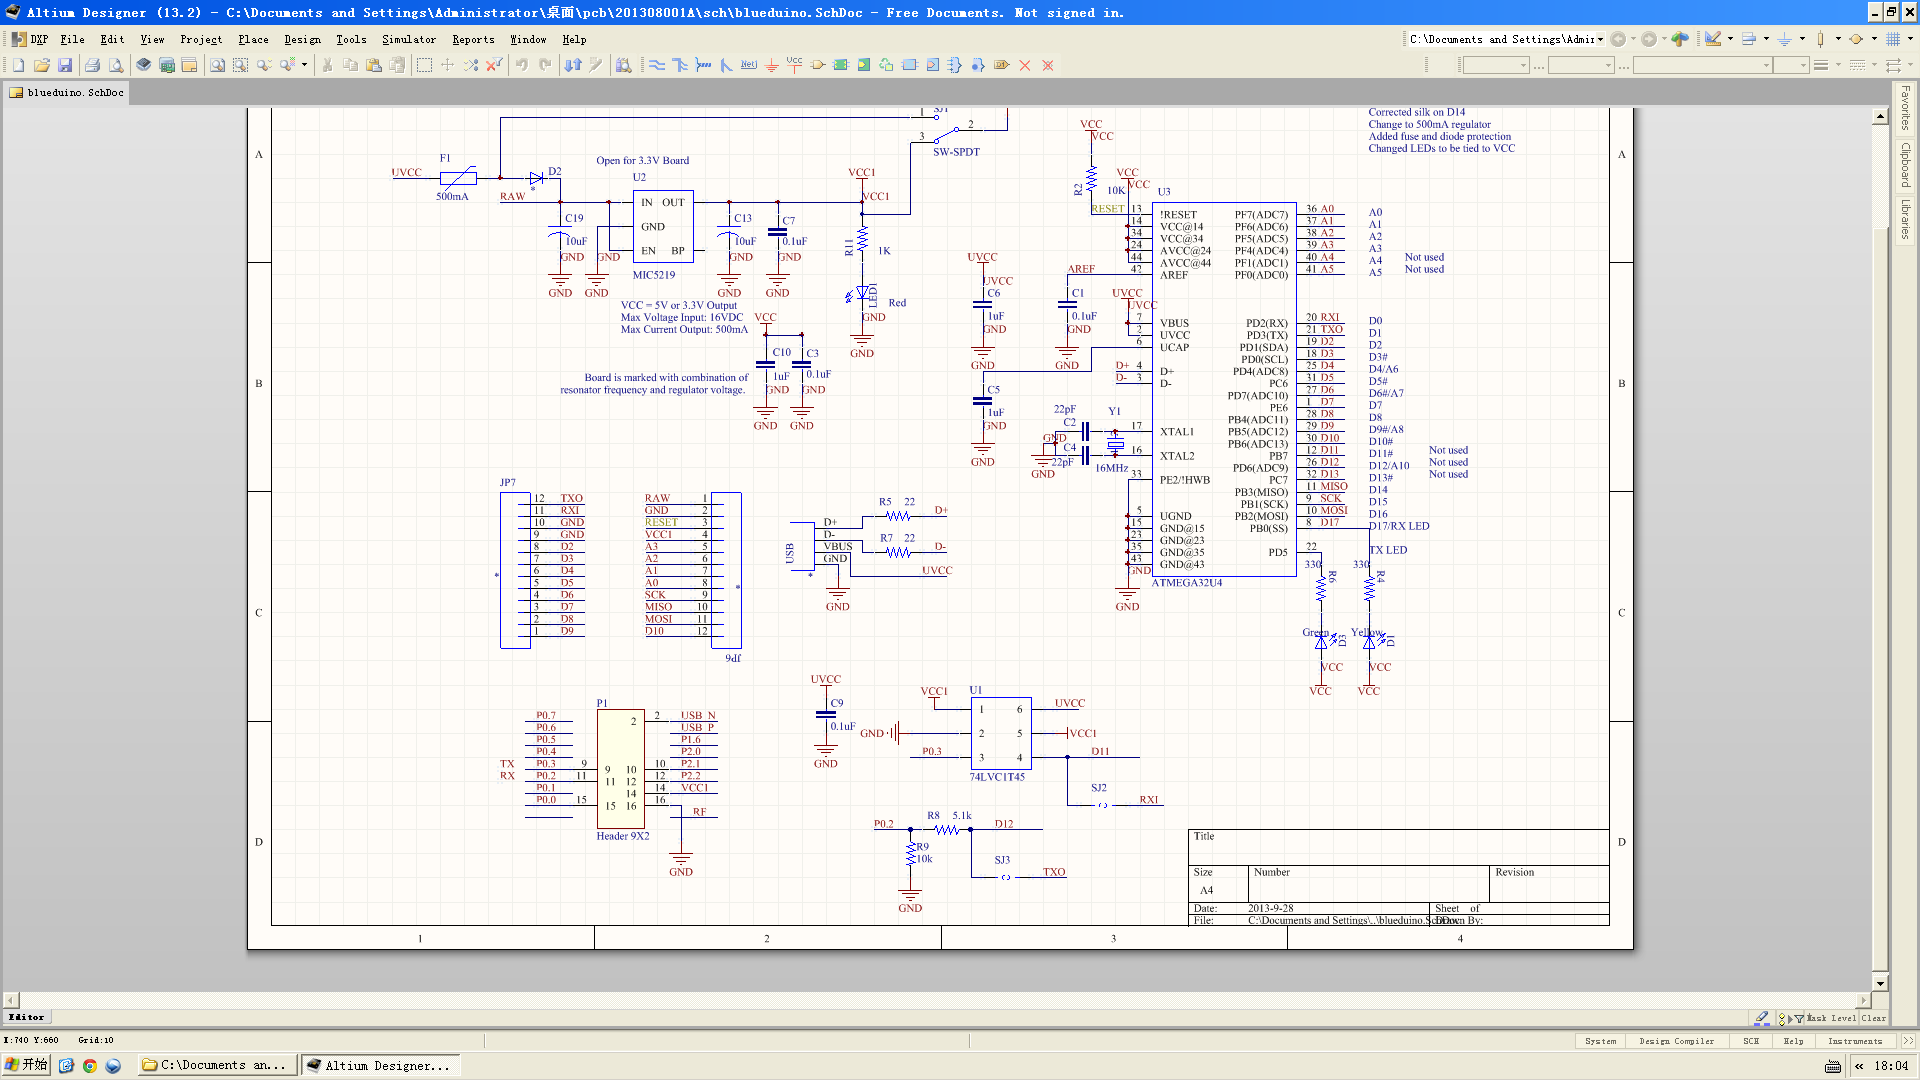 Altium Designer (13.2) - C:\Documents and Settings\Administrator\桌面\pcb\201308001A\sch\blueduino.SchDoc - Free Documents. Not signed in.
DXP File Edit View Project Place Design Tools Simulator Reports Window Help
C:\Documents and Settings\Admir
blueduino.SchDoc
Favorites
Clipboard
Libraries
Corrected silk on D14
Change to 500mA regulator
Added fuse and diode protection
Changed LEDs to be tied to VCC
A
B
C
D
A
B
C
D
SJ1
1
2
3
SW-SPDT
F1
UVCC
500mA
D2
*
RAW
Open for 3.3V Board
U2
IN OUT
GND
EN BP
MIC5219
C19
10uF
GND
GND
GND
GND
C13
10uF
GND
GND
C7
0.1uF
GND
GND
VCC1
VCC1
R11
1K
LED1
Red
GND
GND
VCC = 5V or 3.3V Output
Max Voltage Input: 16VDC
Max Current Output: 500mA
VCC
C10
1uF
GND
GND
C3
0.1uF
GND
GND
Board is marked with combination of
resonator frequency and regulator voltage.
VCC
VCC
R2
10K
VCC
VCC
RESET
UVCC
UVCC
C6
1uF
GND
GND
AREF
C1
0.1uF
GND
GND
UVCC
UVCC
C5
1uF
GND
GND
D+
D-
22pF
C2
GND
C4
22pF
GND
Y1
16MHz
GND
GND
U3
13 !RESET
14 VCC@14
34 VCC@34
24 AVCC@24
44 AVCC@44
42 AREF
7 VBUS
2 UVCC
6 UCAP
4 D+
3 D-
17 XTAL1
16 XTAL2
33 PE2/!HWB
5 UGND
15 GND@15
23 GND@23
35 GND@35
43 GND@43
ATMEGA32U4
PF7(ADC7) 36 A0 A0
PF6(ADC6) 37 A1 A1
PF5(ADC5) 38 A2 A2
PF4(ADC4) 39 A3 A3
PF1(ADC1) 40 A4 A4 Not used
PF0(ADC0) 41 A5 A5 Not used
PD2(RX) 20 RXI D0
PD3(TX) 21 TXO D1
PD1(SDA) 19 D2 D2
PD0(SCL) 18 D3 D3#
PD4(ADC8) 25 D4 D4/A6
PC6 31 D5 D5#
PD7(ADC10) 27 D6 D6#/A7
PE6 1 D7 D7
PB4(ADC11) 28 D8 D8
PB5(ADC12) 29 D9 D9#/A8
PB6(ADC13) 30 D10 D10#
PB7 12 D11 D11# Not used
PD6(ADC9) 26 D12 D12/A10 Not used
PC7 32 D13 D13# Not used
PB3(MISO) 11 MISO D14
PB1(SCK) 9 SCK D15
PB2(MOSI) 10 MOSI D16
PB0(SS) 8 D17 D17/RX LED
PD5 22 TX LED
330
R6
330
R4
Green
D3
Yellow
D1
VCC
VCC
VCC
VCC
JP7
12 TXO
11 RXI
10 GND
9 GND
8 D2
7 D3
6 D4
5 D5
4 D6
3 D7
2 D8
1 D9
*
RAW 1
GND 2
RESET 3
VCC1 4
A3 5
A2 6
A1 7
A0 8
SCK 9
MISO 10
MOSI 11
D10 12
*
JP6
USB
D+
D-
VBUS
GND
*
R5 22 D+
R7 22 D-
UVCC
GND
P1
P0.7 2 2 USB_N
P0.6 USB_P
P0.5 P1.6
P0.4 P2.0
TX P0.3 9 9 10 10 P2.1
RX P0.2 11 11 12 12 P2.2
P0.1 14 14 VCC1
P0.0 15 15 16 16
RF
Header 9X2
GND
UVCC
C9
0.1uF
GND
U1
VCC1 1 6 UVCC
GND 2 5 VCC1
P0.3 3 4 D11
74LVC1T45
SJ2
RXI
P0.2 R8 5.1k D12
R9
10k
SJ3
TXO
GND
Title
Size Number Revision
A4
Date: 2013-9-28 Sheet of
File: C:\Documents and Settings\..\blueduino.SchDoc Drawn By:
1 2 3 4
Editor
Mask Level Clear
X:740 Y:660 Grid:10
System Design Compiler SCH Help Instruments >>
开始 C:\Documents an... Altium Designer... « 18:04